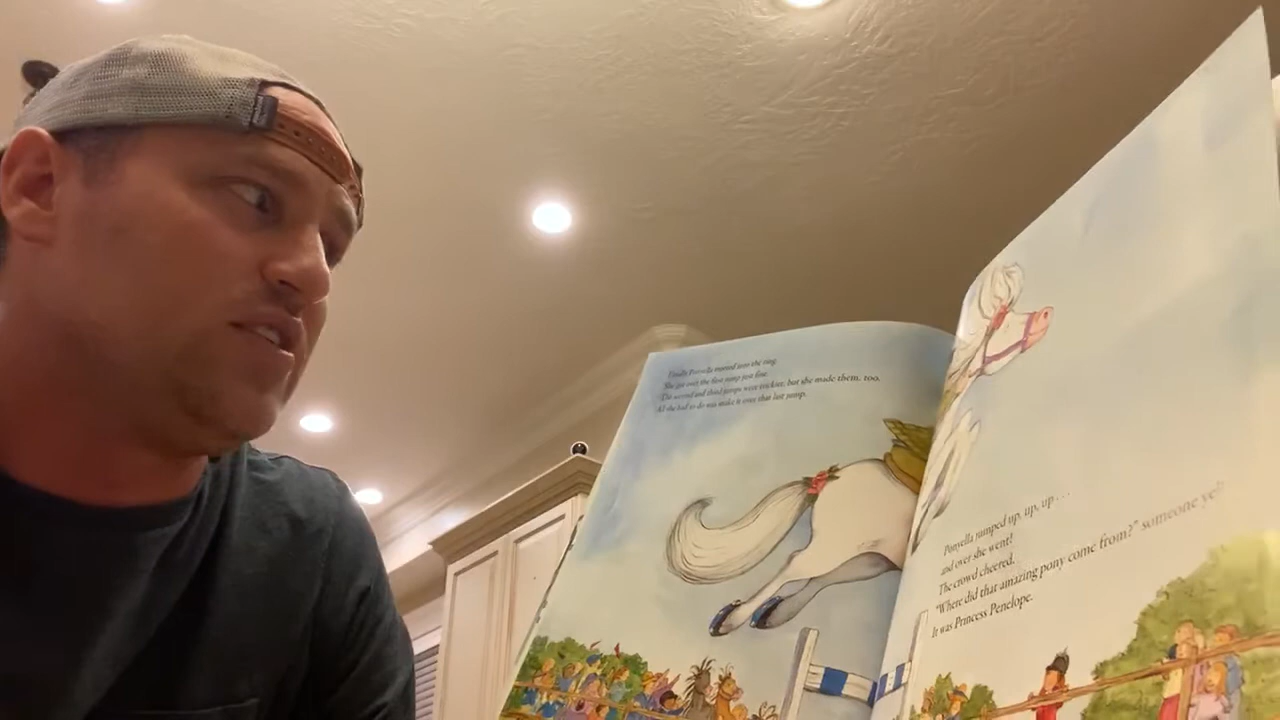 Finally Ponyella trotted into the ring.
She got over the first jump just fine.
The second and third jumps were trickier, but she made them, too.
All she had to do was make it over that last jump.
Ponyella jumped up, up, up . . .
and over she went!
The crowd cheered.
"Where did that amazing pony come from?" someone
It was Princess Penelope.